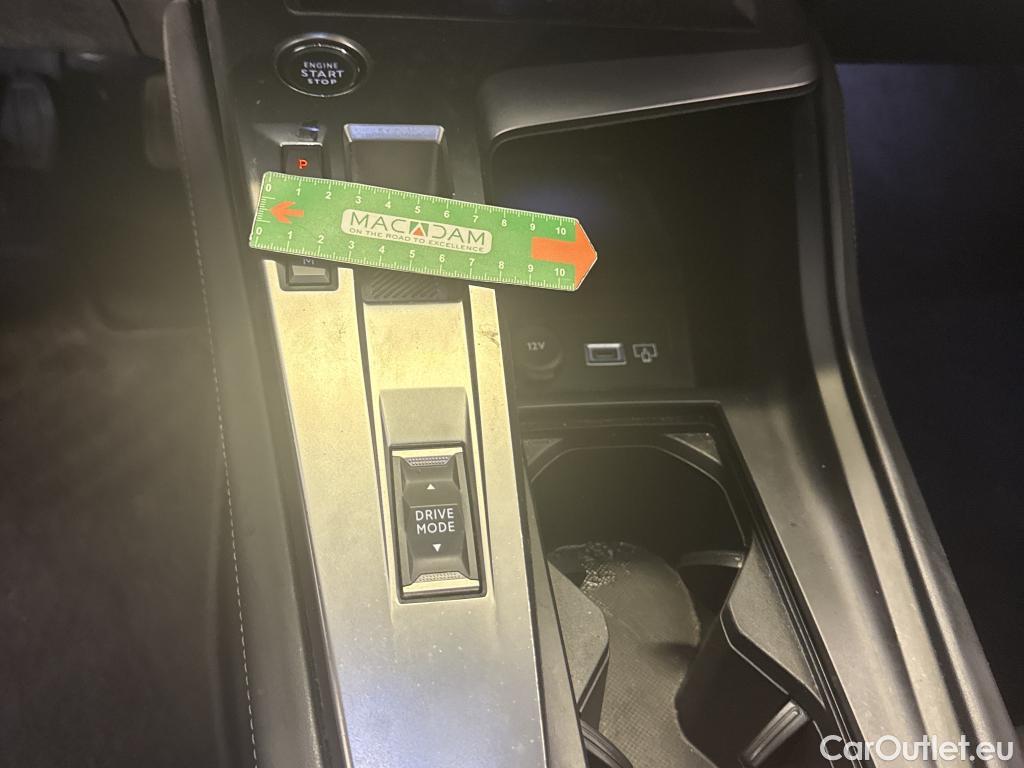 ENGINE
START
STOP
P
0 1 2 3 4 5 6 7 8 9 10
MACADAM
ON THE ROAD TO EXCELLENCE
0 1 2 3 4 5 6 7 8 9 10
M
12V
DRIVE
MODE
CarOutlet.eu